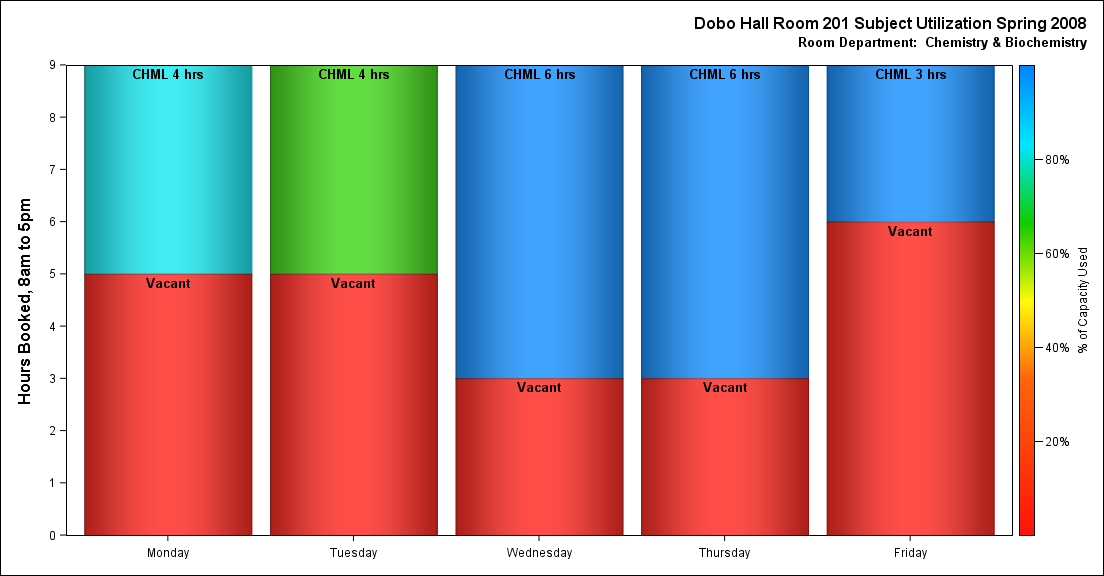 Dobo Hall Room 201 Subject Utilization Spring 2008
Room Department:  Chemistry & Biochemistry
Hours Booked, 8am to 5pm
9
8
7
6
5
4
3
2
1
0
CHML 4 hrs
Vacant
CHML 4 hrs
Vacant
CHML 6 hrs
Vacant
CHML 6 hrs
Vacant
CHML 3 hrs
Vacant
Monday
Tuesday
Wednesday
Thursday
Friday
80%
60%
40%
20%
% of Capacity Used